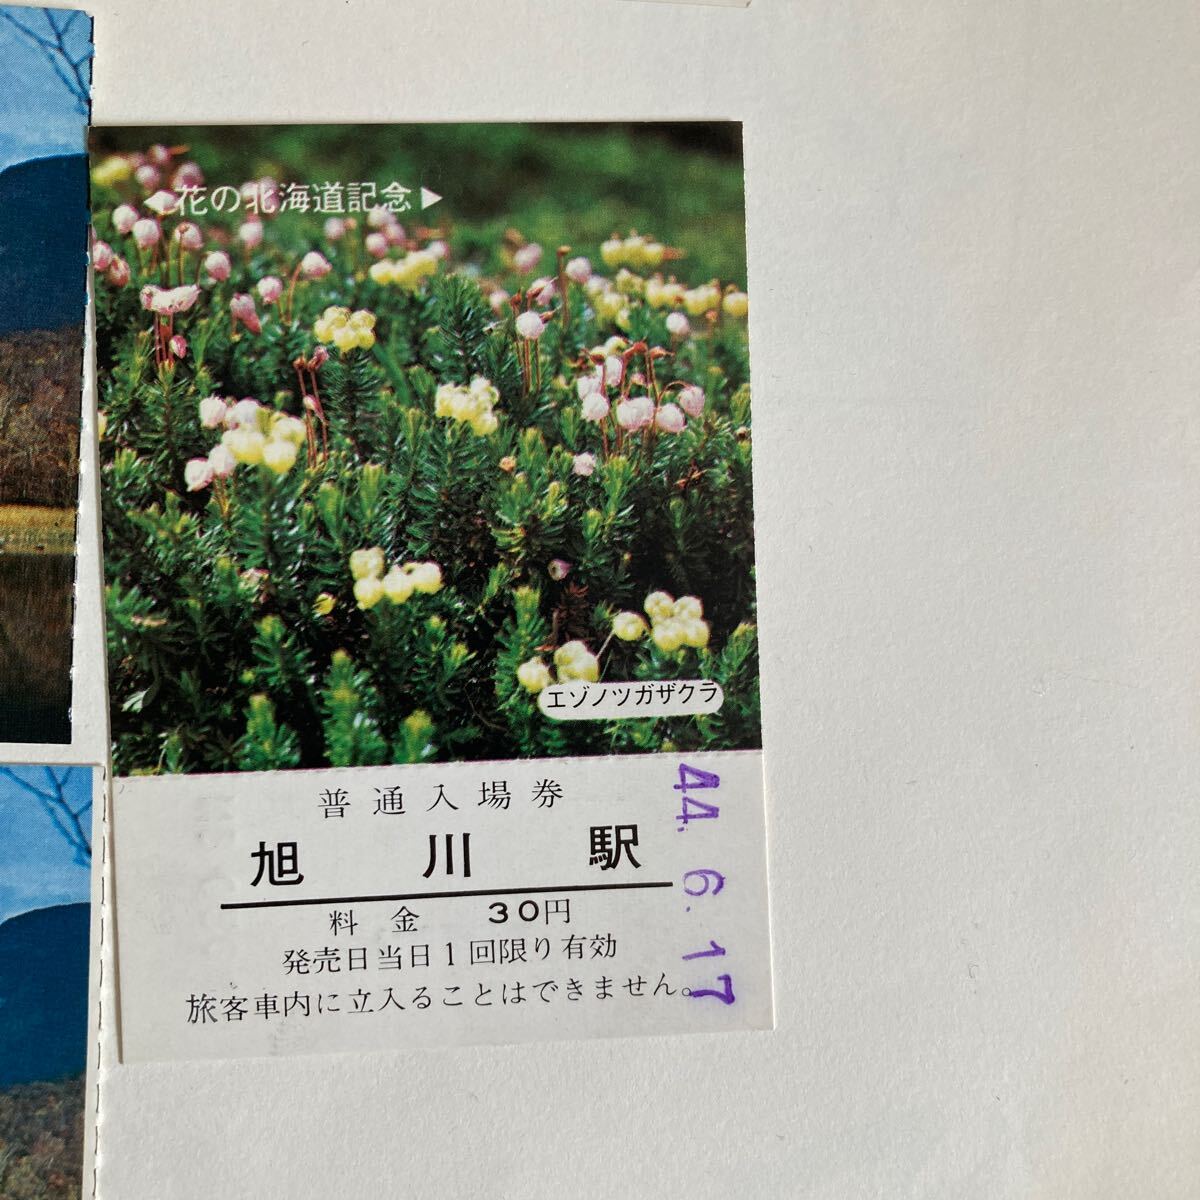 ◀花の北海道記念▶
エゾノツガザクラ
普通入場券
旭川駅
料金 30円
発売日当日1回限り有効
旅客車内に立入ることはできません。
44. 6. 17